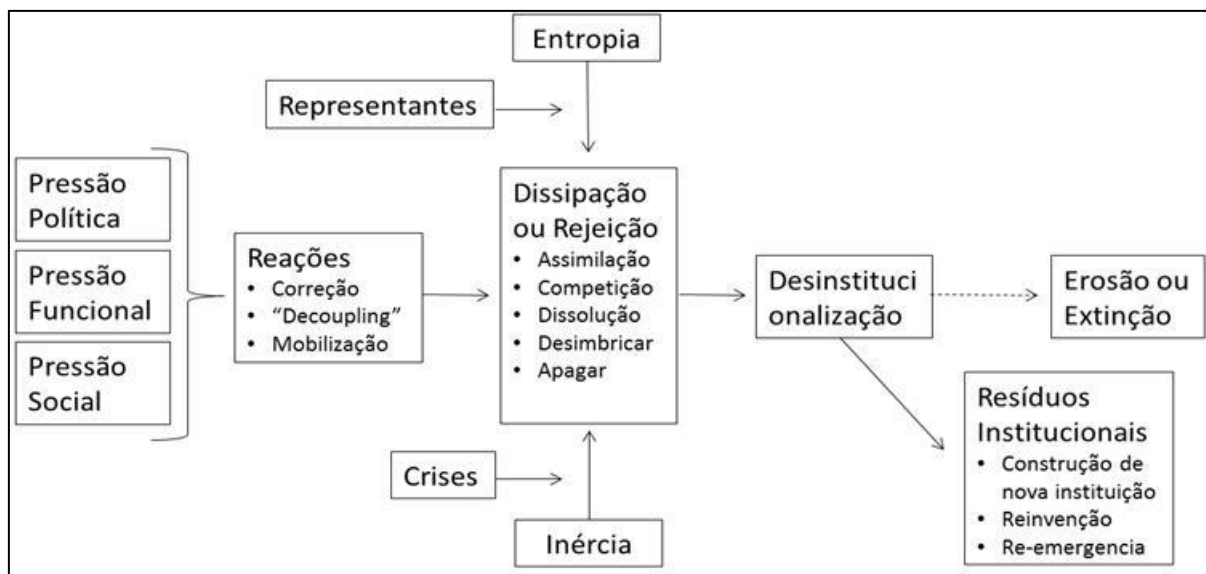 Entropia
Representantes
Pressão
Política
Pressão
Funcional
Pressão
Social
Reações
• Correção
• “Decoupling”
• Mobilização
Dissipação
ou Rejeição
• Assimilação
• Competição
• Dissolução
• Desimbricar
• Apagar
Crises
Inércia
Desinstituci
onalização
Erosão ou
Extinção
Resíduos
Institucionais
• Construção de
nova instituição
• Reinvenção
• Re-emergencia